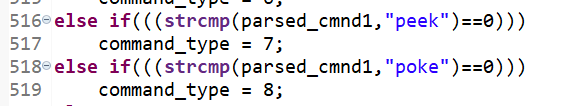 516 else if(((strcmp(parsed_cmnd1,"peek")==0)))
517 command_type = 7;
518 else if(((strcmp(parsed_cmnd1,"poke")==0)))
519 command_type = 8;